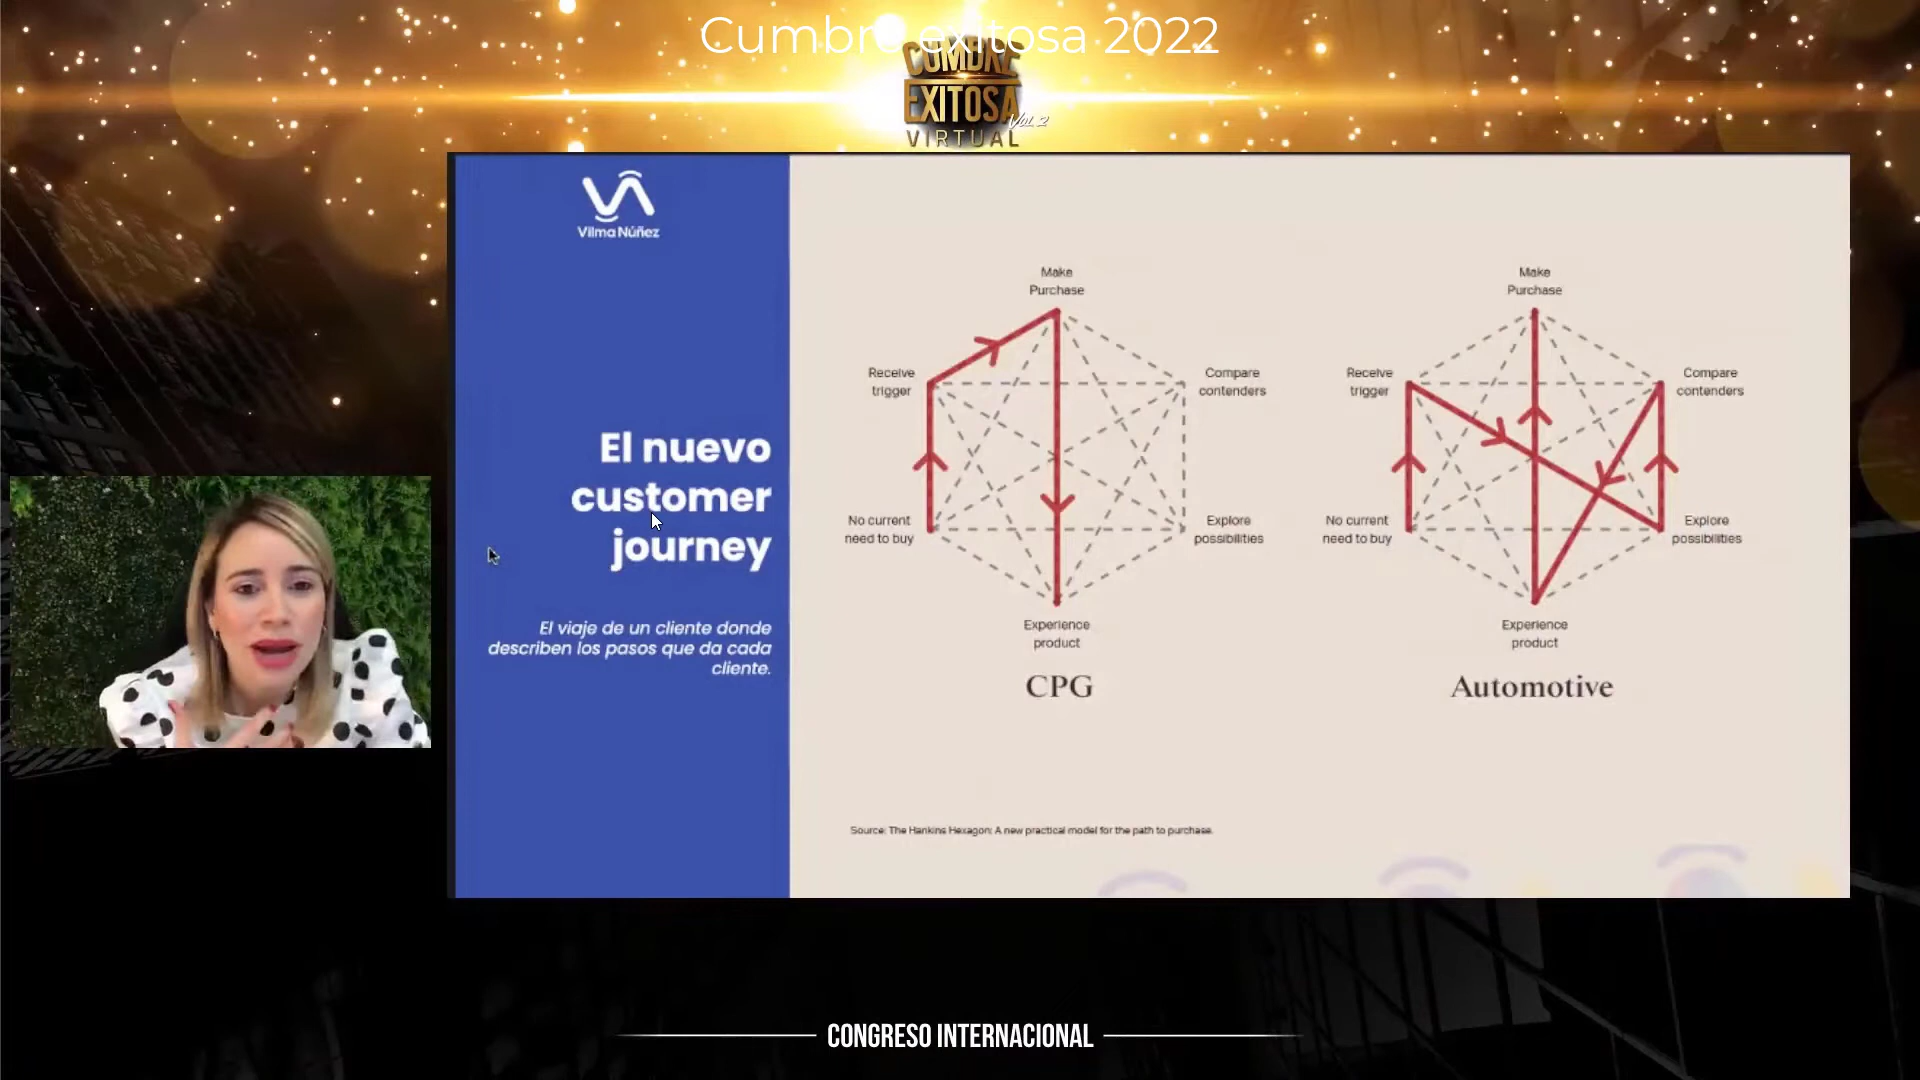 Cumbre exitosa 2022
CUMBRE
EXITOSA
Vol. 2
VIRTUAL
Vilma Núñez
El nuevo
customer
journey
El viaje de un cliente donde
describen los pasos que da cada
cliente.
Make
Purchase
Receive
trigger
Compare
contenders
No current
need to buy
Explore
possibilities
Experience
product
CPG
Make
Purchase
Receive
trigger
Compare
contenders
No current
need to buy
Explore
possibilities
Experience
product
Automotive
Source: The Hankins Hexagon: A new practical model for the path to purchase.
CONGRESO INTERNACIONAL